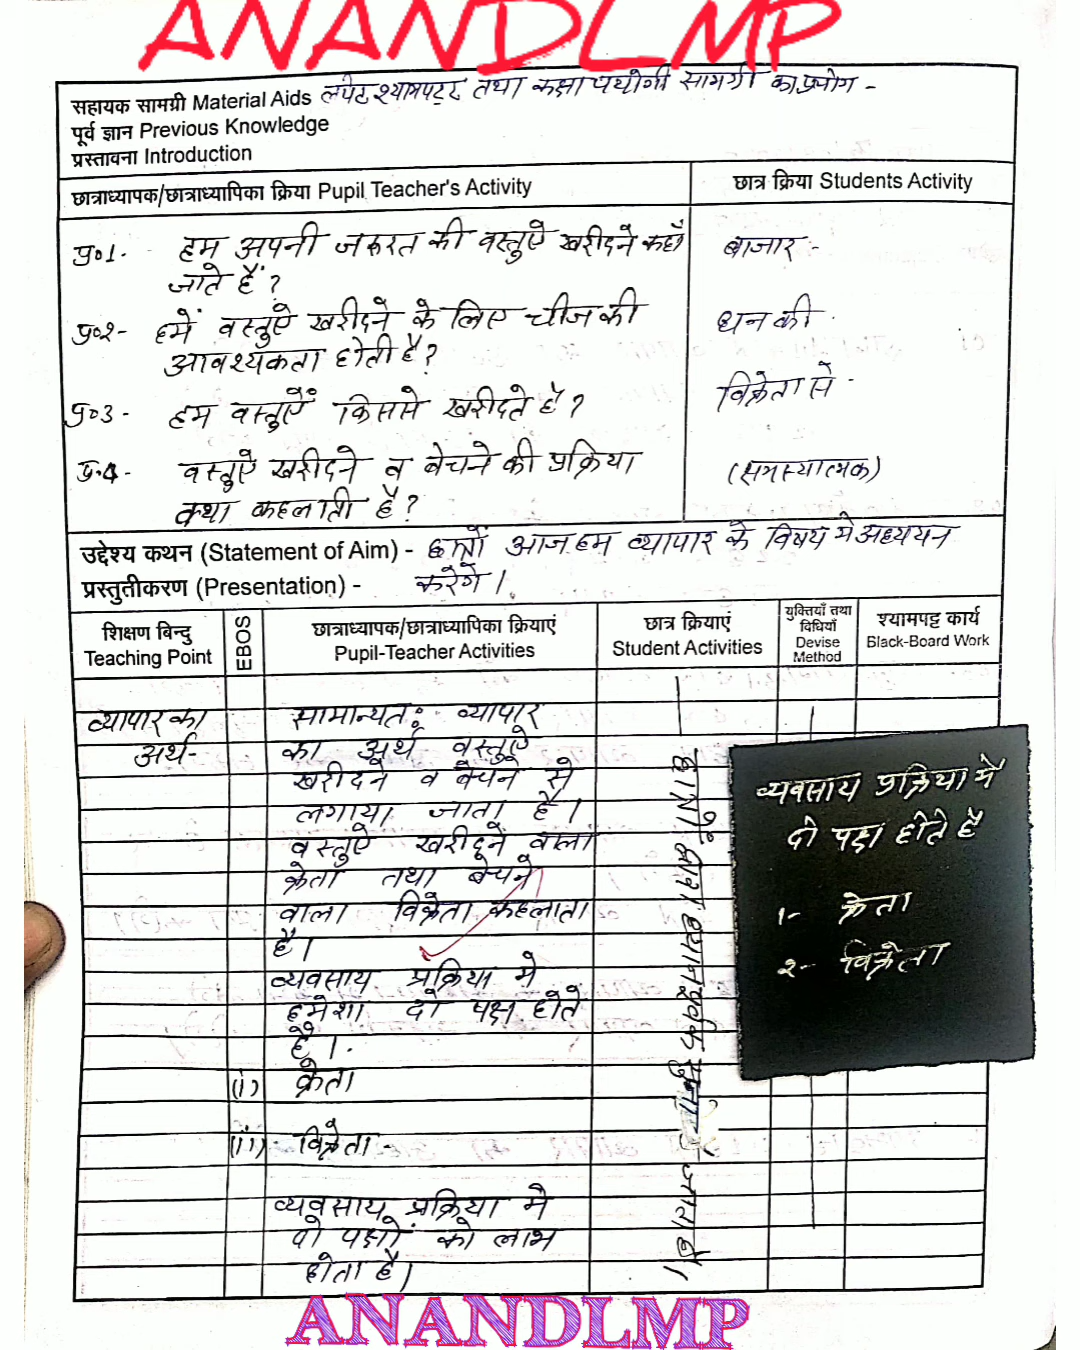 ANANDLMP
सहायक सामग्री Material Aids लपेट श्यामपट्ट तथा कक्षापयोगी सामग्री का प्रयोग -
पूर्व ज्ञान Previous Knowledge
प्रस्तावना Introduction
छात्राध्यापक/छात्राध्यापिका क्रिया Pupil Teacher's Activity
छात्र क्रिया Students Activity
प्र०1- हम अपनी जरूरत की वस्तुऐ खरीदने कहाँ
जाते हैं ?
बाजार -
प्र०2- हमें वस्तुऐ खरीदने के लिए चीज की
आवश्यकता होती है ?
धन की
प्र०3- हम वस्तुएँ किससे खरीदते है ?
विक्रेता से -
प्र.4- वस्तुऐ खरीदने व बेचने की प्रक्रिया
क्या कहलाती है ?
(समस्यात्मक)
उद्देश्य कथन (Statement of Aim) - छात्रों आज हम व्यापार के विषय मे अध्ययन
प्रस्तुतीकरण (Presentation) - करेगे ।
शिक्षण बिन्दु
Teaching Point
EBOS
छात्राध्यापक/छात्राध्यापिका क्रियाएं
Pupil-Teacher Activities
छात्र क्रियाएं
Student Activities
युक्तियाँ तथा
विधियाँ
Devise
Method
श्यामपट्ट कार्य
Black-Board Work
व्यापार का
अर्थ-
सामान्यत: व्यापार
का अर्थ वस्तुऐ
खरीदने व बेचने से
लगाया जाता है ।
वस्तुऐ खरीदने वाला
क्रेता तथा बेचने
वाला विक्रेता कहलाता
है ।
व्यवसाय प्रक्रिया मे
हमेशा दो पक्ष होते
है ।
(i) क्रेता
(ii) विक्रेता -
व्यवसाय प्रक्रिया मे
दो पक्षों को लाभ
होता है ।
व्यवसाय प्रक्रिया मे
दो पक्ष होते है
1- क्रेता
2- विक्रेता
ANANDLMP